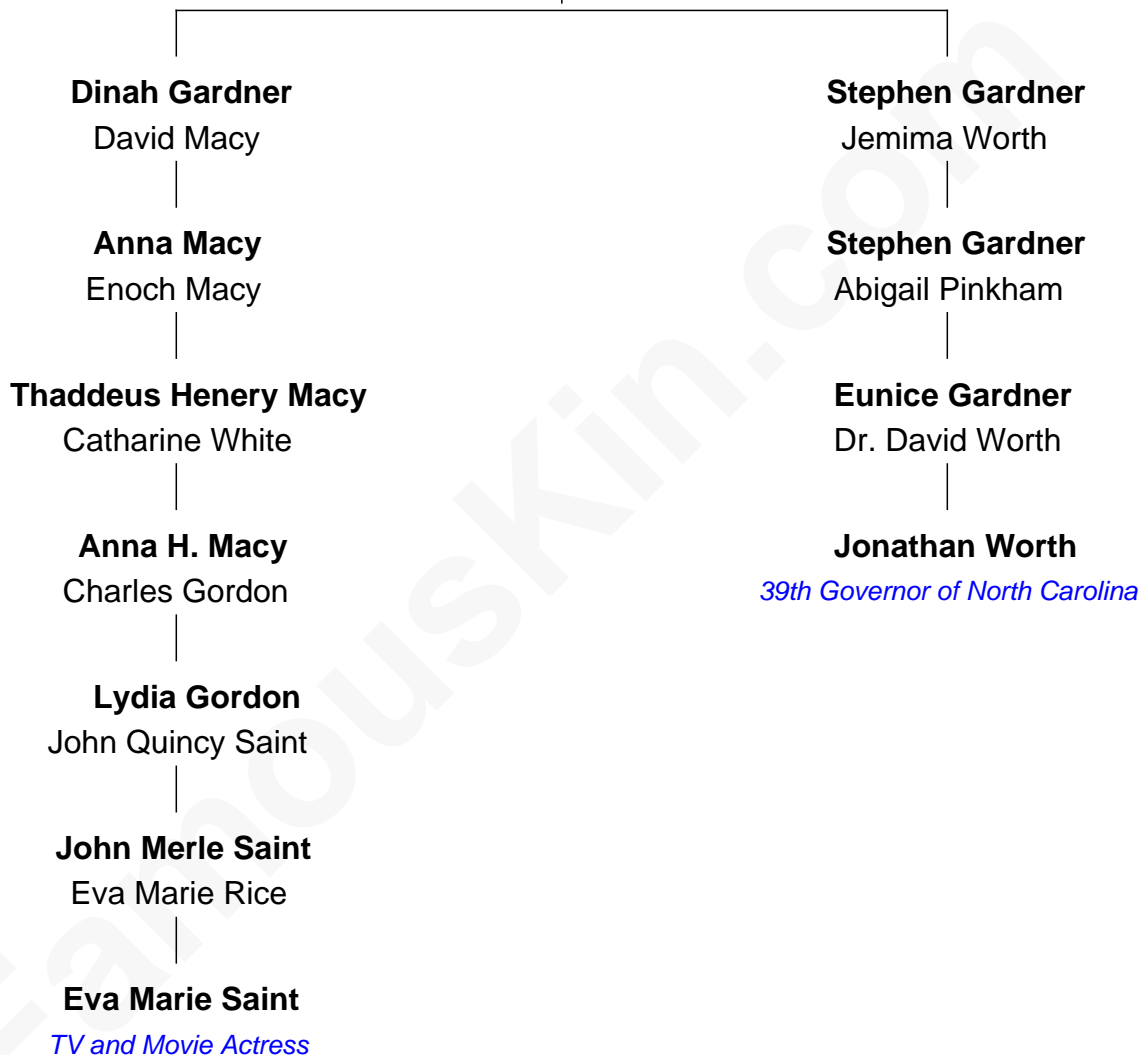 Dinah Gardner
David Macy
Stephen Gardner
Jemima Worth
Anna Macy
Enoch Macy
Stephen Gardner
Abigail Pinkham
Thaddeus Henery Macy
Catharine White
Eunice Gardner
Dr. David Worth
Anna H. Macy
Charles Gordon
Jonathan Worth
39th Governor of North Carolina
Lydia Gordon
John Quincy Saint
John Merle Saint
Eva Marie Rice
Eva Marie Saint
TV and Movie Actress
FamousKin.com